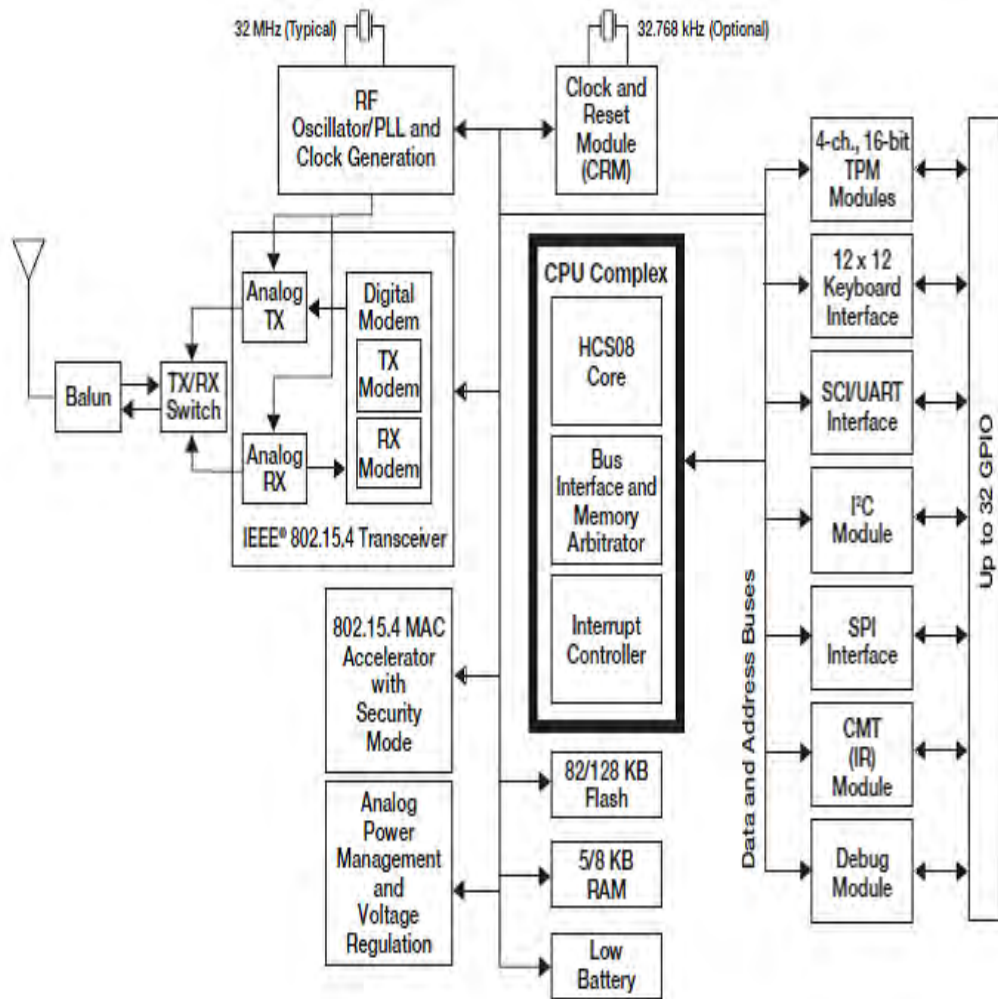 32 MHz (Typical)
32.768 kHz (Optional)
RF
Oscillator/PLL and
Clock Generation
Clock and
Reset
Module
(CRM)
4-ch., 16-bit
TPM
Modules
12 x 12
Keyboard
Interface
SCI/UART
Interface
I²C
Module
SPI
Interface
CMT
(IR)
Module
Debug
Module
Up to 32 GPIO
Data and Address Buses
CPU Complex
HCS08
Core
Bus
Interface and
Memory
Arbitrator
Interrupt
Controller
Analog
TX
Digital
Modem
TX
Modem
RX
Modem
Analog
RX
IEEE® 802.15.4 Transceiver
Balun
TX/RX
Switch
802.15.4 MAC
Accelerator
with
Security
Mode
Analog
Power
Management
and
Voltage
Regulation
82/128 KB
Flash
5/8 KB
RAM
Low
Battery